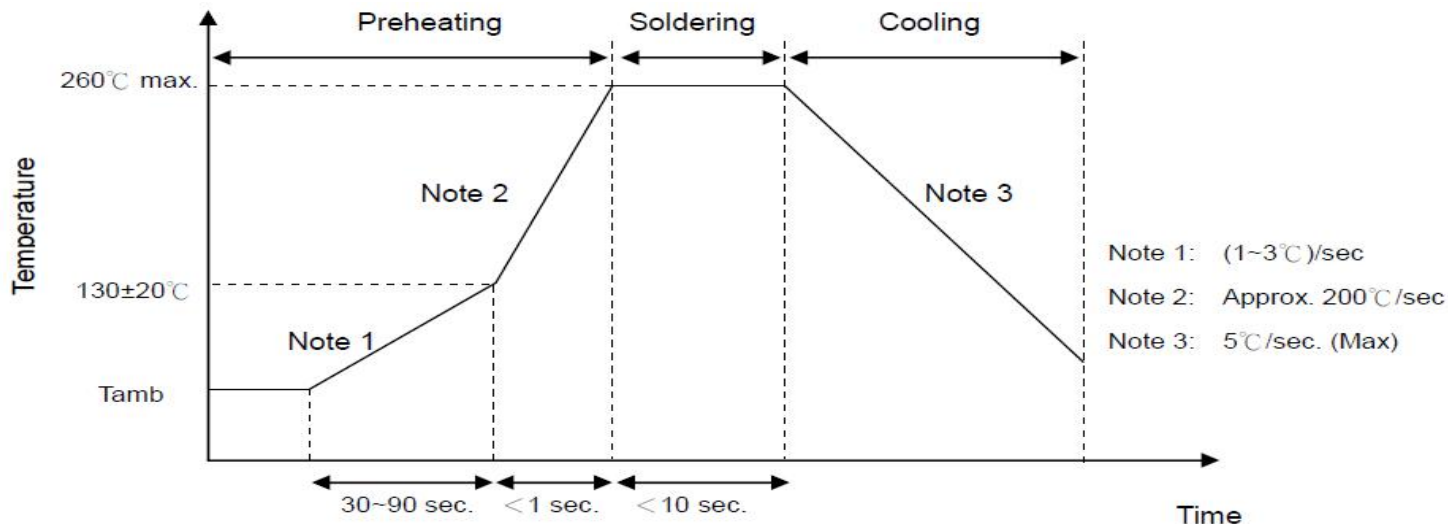 Preheating Soldering Cooling
260℃ max.
Note 2 Note 3
Temperature
Note 1: (1~3℃)/sec
130±20℃ Note 2: Approx. 200℃/sec
Note 1 Note 3: 5℃/sec. (Max)
Tamb
30~90 sec. <1 sec. <10 sec.
Time